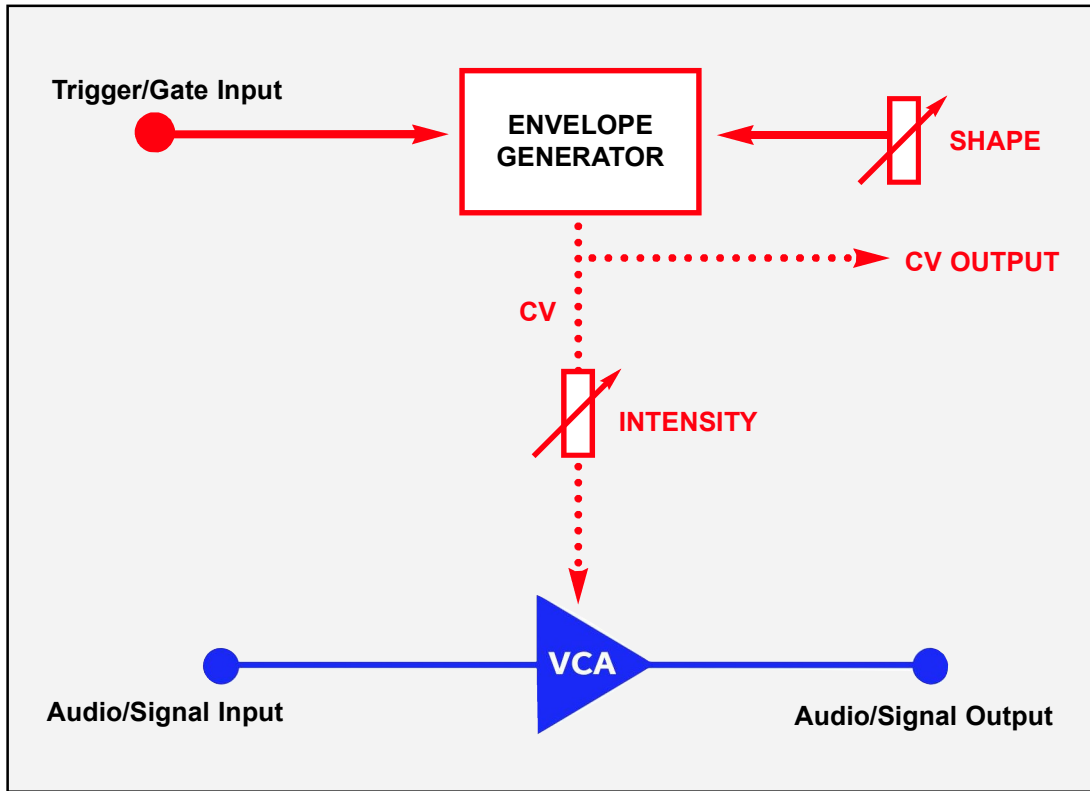 Trigger/Gate Input
ENVELOPE
GENERATOR
SHAPE
CV OUTPUT
CV
INTENSITY
VCA
Audio/Signal Input
Audio/Signal Output